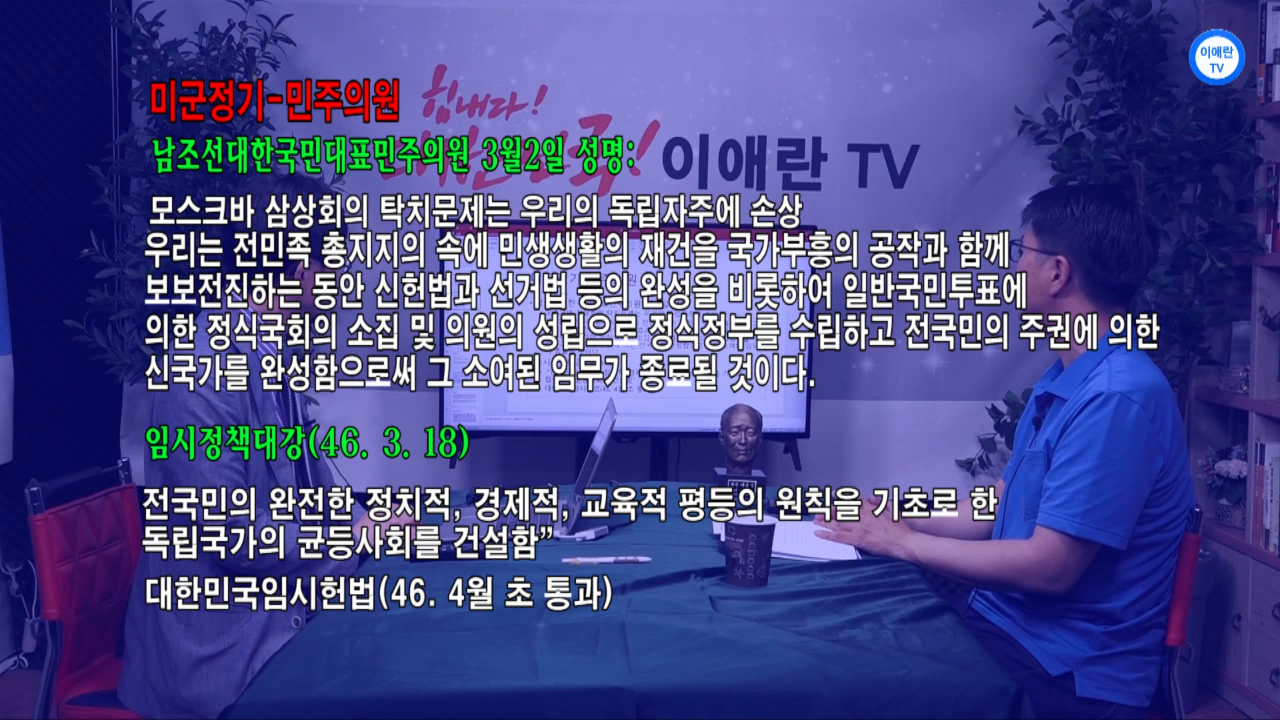 이애란
TV
미군정기-민주의원
힘내라!
남조선대한국민대표민주의원 3월2일 성명:
이애란 TV
모스크바 삼상회의 탁치문제는 우리의 독립자주에 손상
우리는 전민족 총지지의 속에 민생생활의 재건을 국가부흥의 공작과 함께
보보전진하는 동안 신헌법과 선거법 등의 완성을 비롯하여 일반국민투표에
의한 정식국회의 소집 및 의원의 성립으로 정식정부를 수립하고 전국민의 주권에 의한
신국가를 완성함으로써 그 소여된 임무가 종료될 것이다.
임시정책대강(46. 3. 18)
전국민의 완전한 정치적, 경제적, 교육적 평등의 원칙을 기초로 한
독립국가의 균등사회를 건설함”
대한민국임시헌법(46. 4월 초 통과)